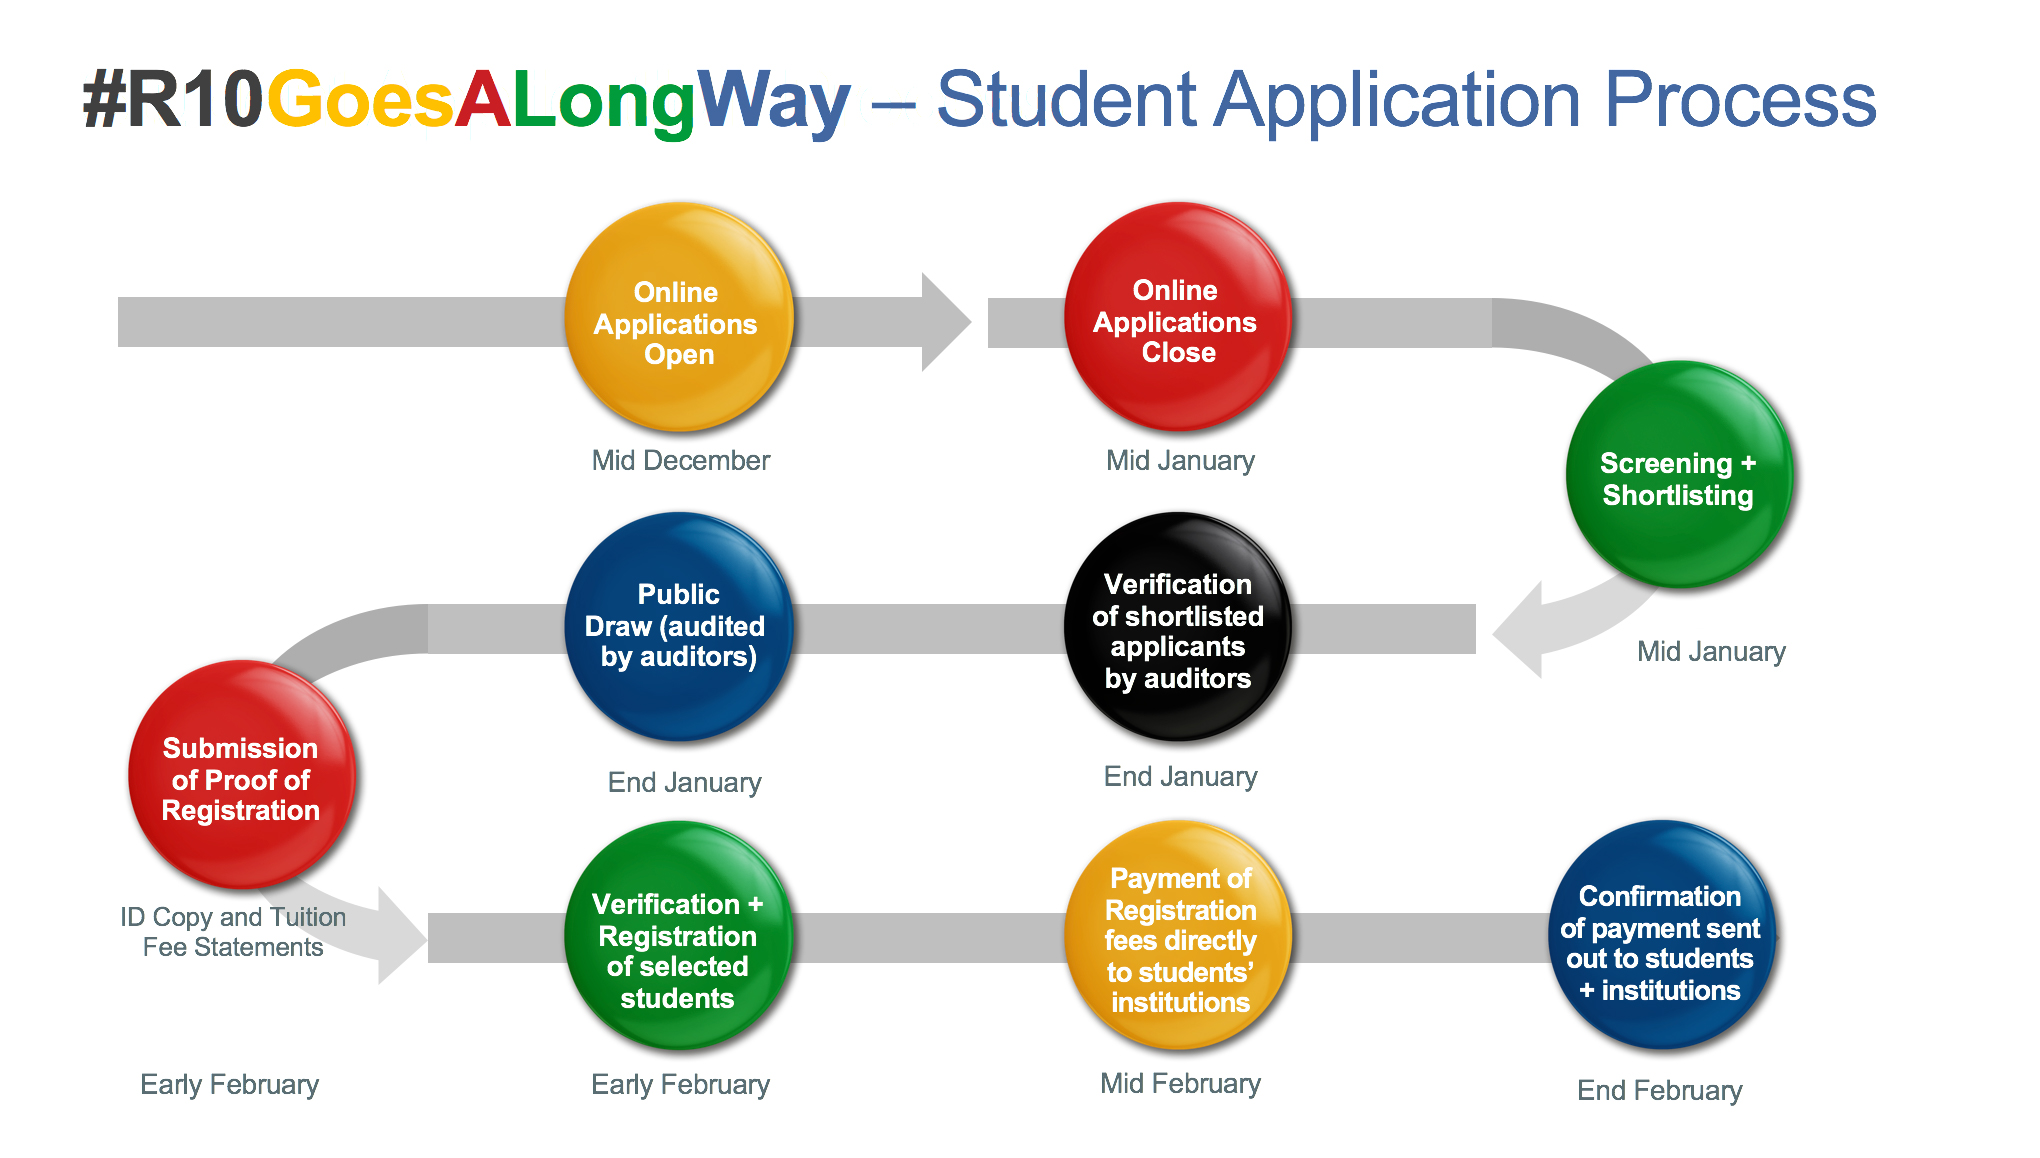 #R10GoesALongWay – Student Application Process
Online
Applications
Open
Mid December
Online
Applications
Close
Mid January
Screening +
Shortlisting
Mid January
Verification
of shortlisted
applicants
by auditors
End January
Public
Draw (audited
by auditors)
End January
Submission
of Proof of
Registration
ID Copy and Tuition
Fee Statements
Early February
Verification +
Registration
of selected
students
Early February
Payment of
Registration
fees directly
to students’
institutions
Mid February
Confirmation
of payment sent
out to students
+ institutions
End February